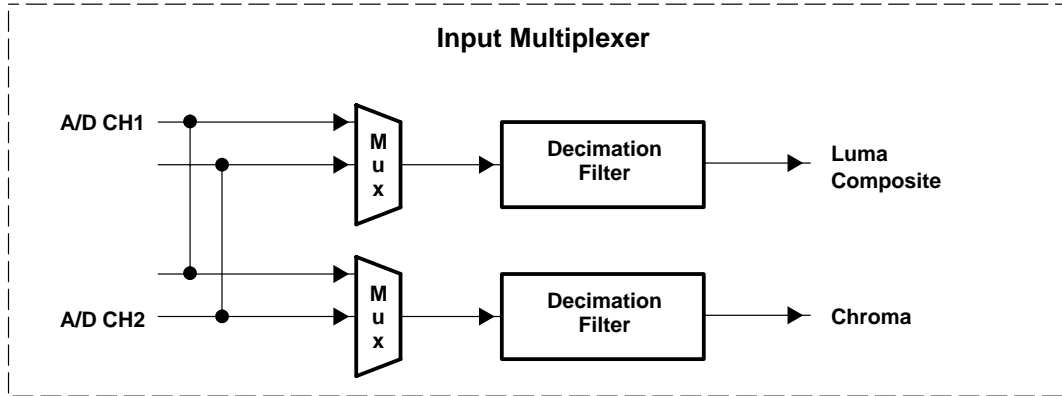 Input Multiplexer
A/D CH1
M
u
x
Decimation
Filter
Luma
Composite
A/D CH2
M
u
x
Decimation
Filter
Chroma